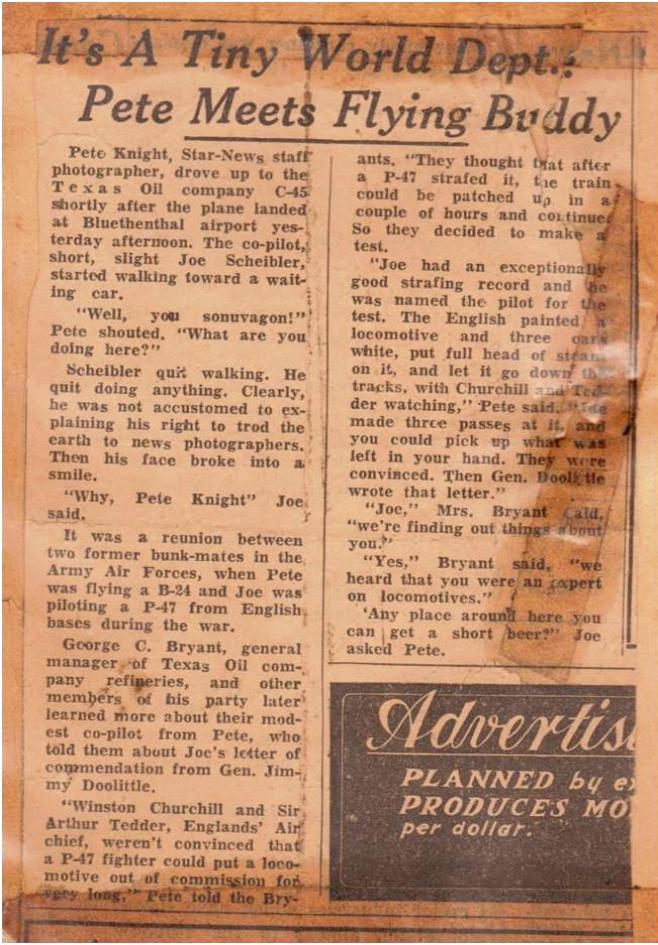 It's A Tiny World Dept.:
Pete Meets Flying Buddy
Pete Knight, Star-News staff
photographer, drove up to the
Texas Oil company C-45
shortly after the plane landed
at Bluethenthal airport yes-
terday afternoon. The co-pilot,
short, slight Joe Scheibler,
started walking toward a wait-
ing car.
"Well, you sonuvagon!"
Pete shouted. "What are you
doing here?"
Scheibler quit walking. He
quit doing anything. Clearly,
he was not accustomed to ex-
plaining his right to trod the
earth to news photographers.
Then his face broke into a
smile.
"Why, Pete Knight" Joe
said.
It was a reunion between
two former bunk-mates in the
Army Air Forces, when Pete
was flying a B-24 and Joe was
piloting a P-47 from English
bases during the war.
George C. Bryant, general
manager of Texas Oil com-
pany refineries, and other
members of his party later
learned more about their mod-
est co-pilot from Pete, who
told them about Joe's letter of
commendation from Gen. Jim-
my Doolittle.
"Winston Churchill and Sir
Arthur Tedder, Englands' Air
chief, weren't convinced that
a P-47 fighter could put a loco-
motive out of commission for
very long," Pete told the Bry-
ants. "They thought that after
a P-47 strafed it, the train
could be patched up in a
couple of hours and continue.
So they decided to make a
test.
"Joe had an exceptionally
good strafing record and he
was named the pilot for the
test. The English painted a
locomotive and three cars
white, put full head of steam
on it, and let it go down the
tracks, with Churchill and Ted-
der watching," Pete said. "Joe
made three passes at it, and
you could pick up what was
left in your hand. They were
convinced. Then Gen. Doolittle
wrote that letter."
"Joe," Mrs. Bryant said,
"we're finding out things about
you."
"Yes," Bryant said, "we
heard that you were an expert
on locomotives."
'Any place around here you
can get a short beer?" Joe
asked Pete.
Advertis
PLANNED by ex
PRODUCES MO
per dollar.